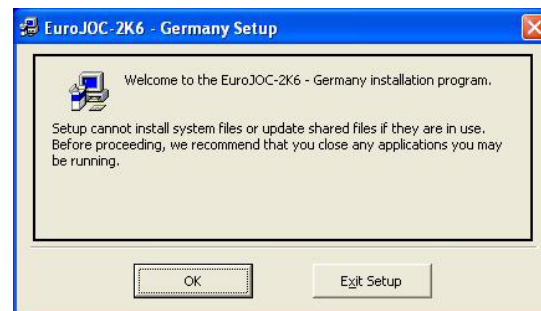 EuroJOC-2K6 - Germany Setup
Welcome to the EuroJOC-2K6 - Germany installation program.
Setup cannot install system files or update shared files if they are in use.
Before proceeding, we recommend that you close any applications you may
be running.
OK
Exit Setup